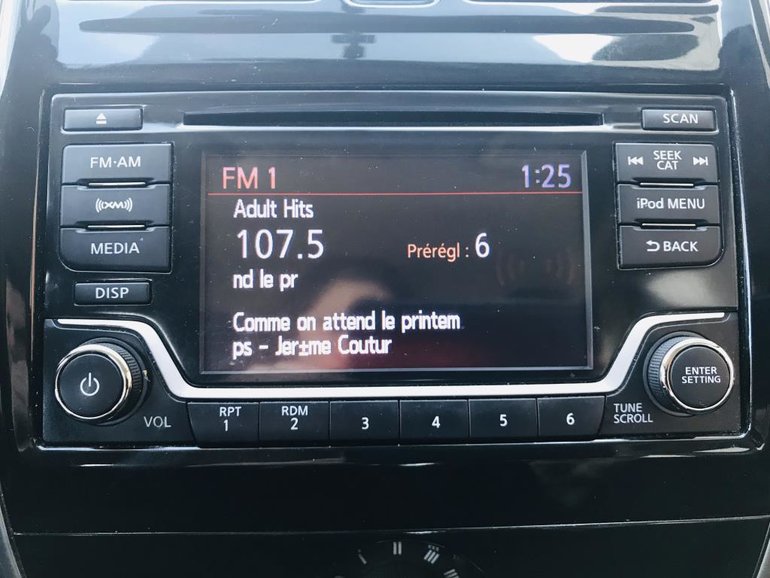 SCAN
FM·AM
SEEK
CAT
((XM))
iPod MENU
MEDIA
BACK
DISP
FM 1
1:25
Adult Hits
107.5
Prérégl : 6
nd le pr
Comme on attend le printem
ps - Jer±me Coutur
VOL
RPT
1
RDM
2
3
4
5
6
TUNE
SCROLL
ENTER
SETTING